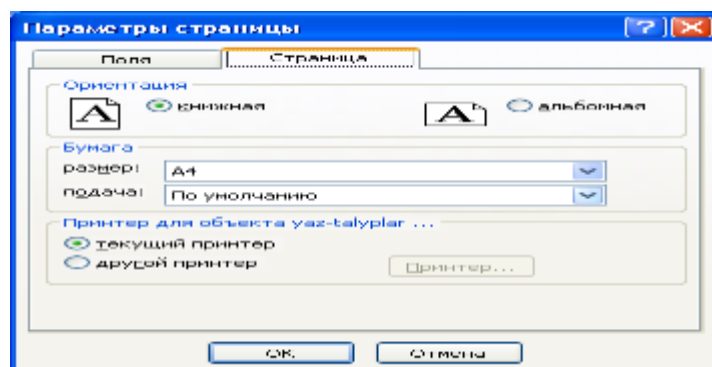 Параметры страницы
Поля Страница
Ориентация
A книжная A альбомная
Бумага
размер: A4
подача: По умолчанию
Принтер для объекта yaz-talyplar ...
текущий принтер
другой принтер Принтер...
ОК Отмена